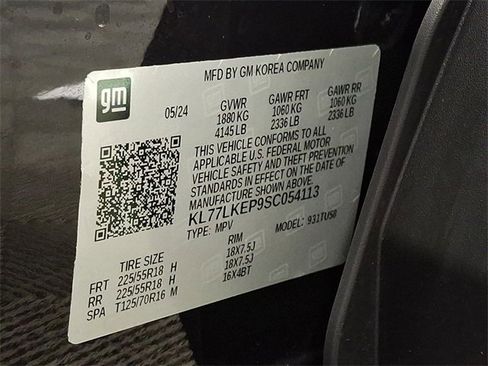 gm
MFD BY GM KOREA COMPANY
05/24 GVWR GAWR FRT GAWR RR
1880 KG 1060 KG 1060 KG
4145 LB 2336 LB 2336 LB
THIS VEHICLE CONFORMS TO ALL
APPLICABLE U.S. FEDERAL MOTOR
VEHICLE SAFETY AND THEFT PREVENTION
STANDARDS IN EFFECT ON THE DATE OF
MANUFACTURE SHOWN ABOVE.
KL77LKEP9SC054113
TYPE: MPV MODEL: 931TU58
TIRE SIZE RIM
FRT 225/55R18 H 18X7.5J
RR 225/55R18 H 18X7.5J
SPA T125/70R16 M 16X4BT